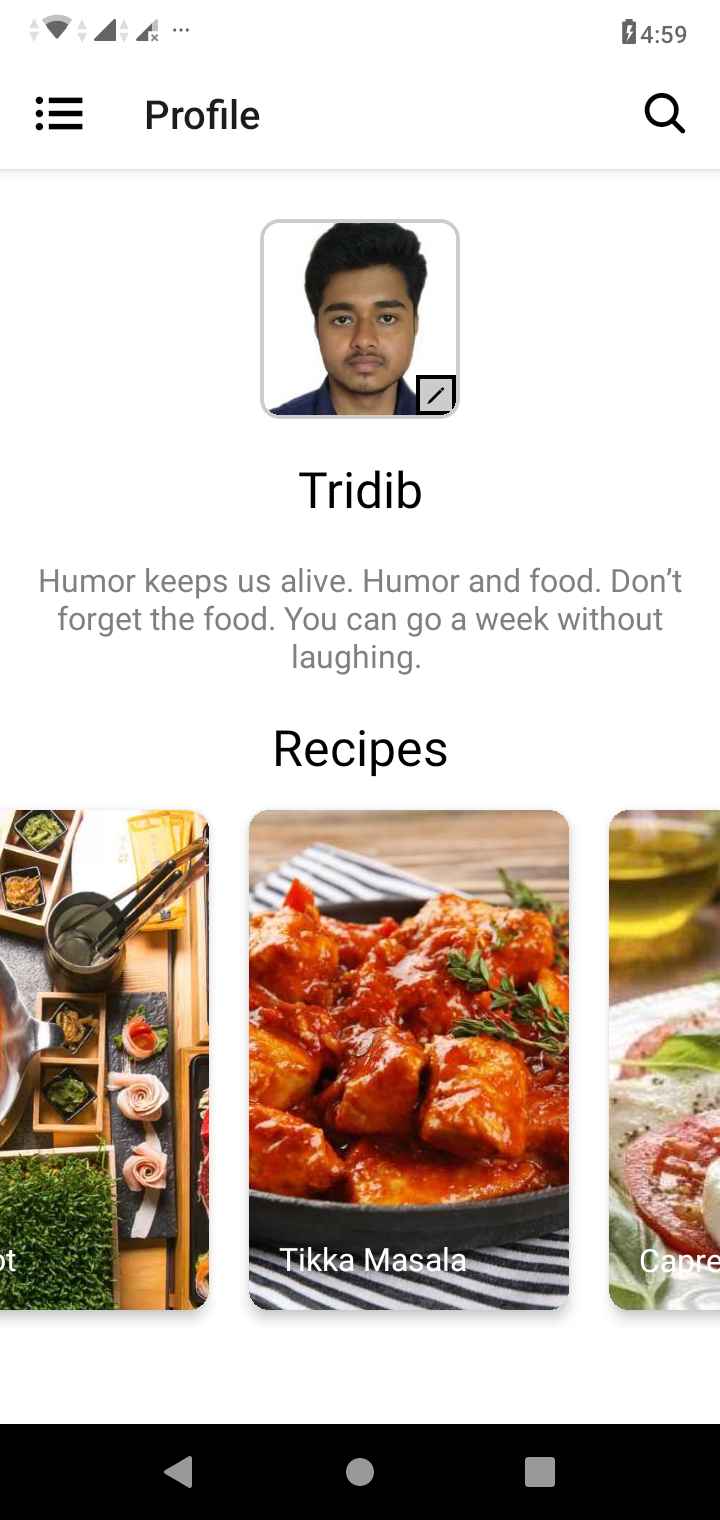 4:59
Profile
Tridib
Humor keeps us alive. Humor and food. Don’t
forget the food. You can go a week without
laughing.
Recipes
ot
Tikka Masala
Capre